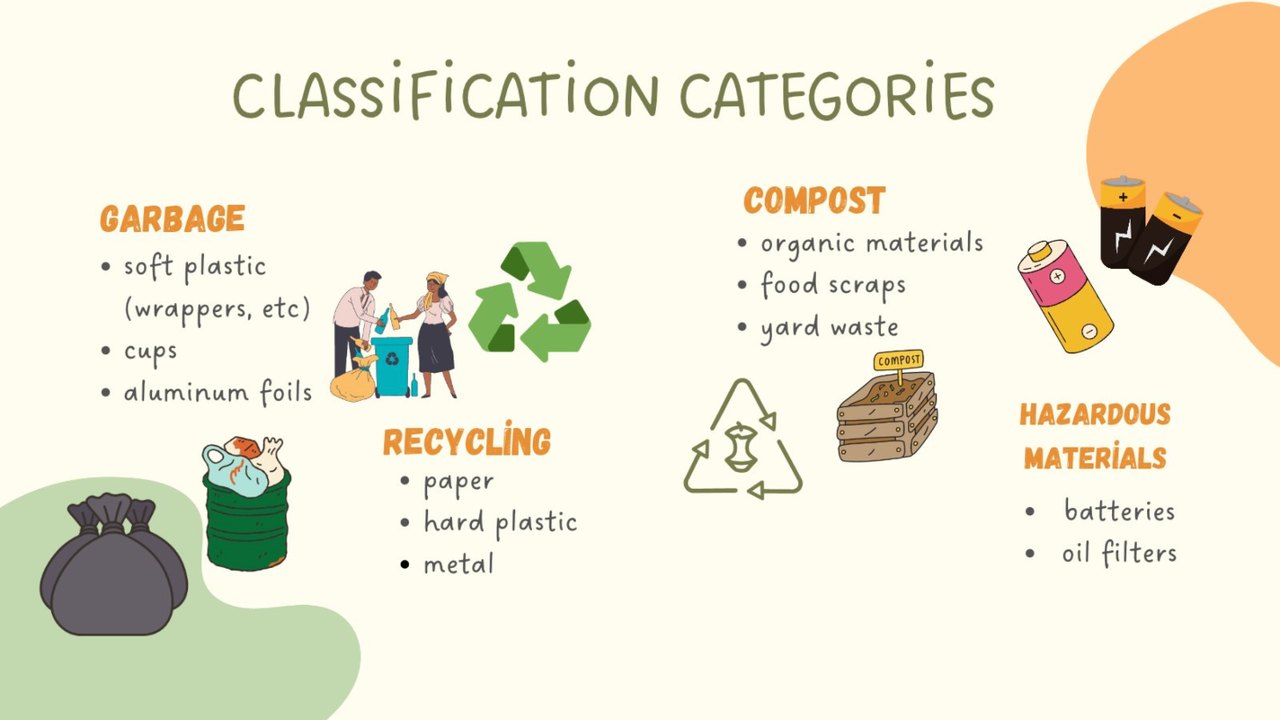 CLASSIFICATION CATEGORIES
GARBAGE
• soft plastic
(wrappers, etc)
• cups
• aluminum foils
RECYCLING
• paper
• hard plastic
• metal
COMPOST
• organic materials
• food scraps
• yard waste
COMPOST
HAZARDOUS
MATERIALS
• batteries
• oil filters